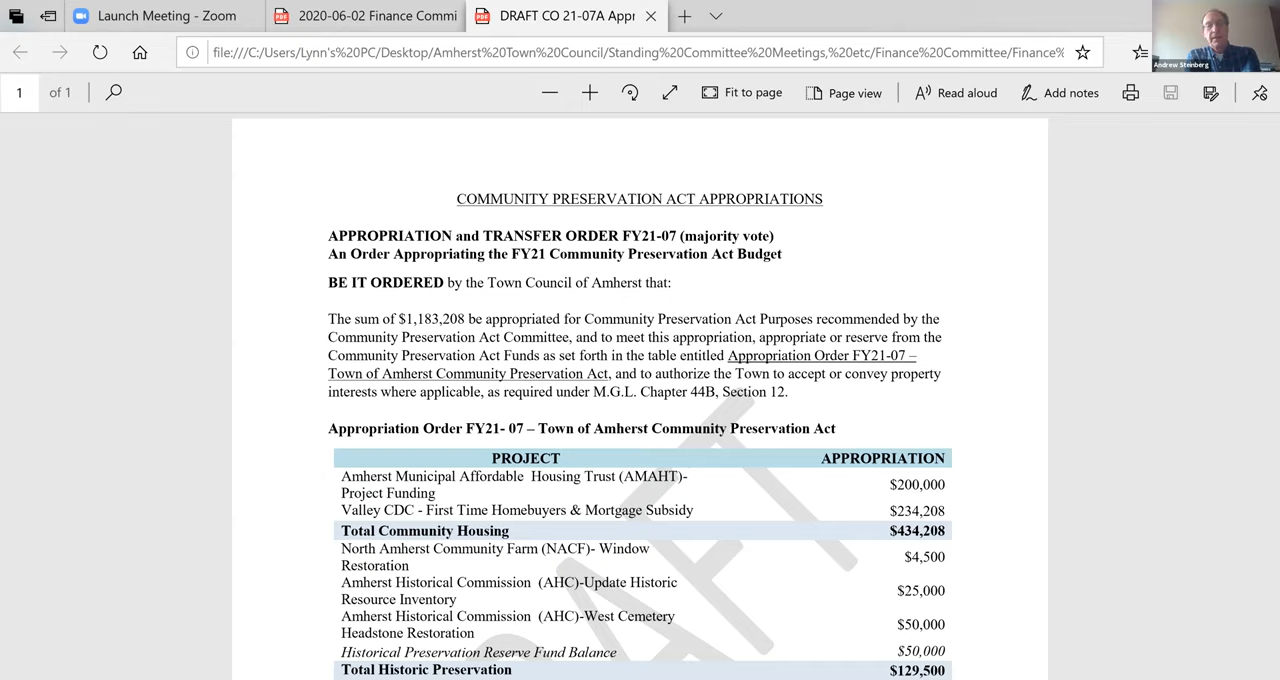 Launch Meeting - Zoom
2020-06-02 Finance Commi
DRAFT CO 21-07A Appr
Andrew Steinberg
file:///C:/Users/Lynn's%20PC/Desktop/Amherst%20Town%20Council/Standing%20Committee%20Meetings,%20etc/Finance%20Committee/Finance%
1 of 1
Fit to page
Page view
Read aloud
Add notes
COMMUNITY PRESERVATION ACT APPROPRIATIONS
APPROPRIATION and TRANSFER ORDER FY21-07 (majority vote)
An Order Appropriating the FY21 Community Preservation Act Budget
BE IT ORDERED by the Town Council of Amherst that:
The sum of $1,183,208 be appropriated for Community Preservation Act Purposes recommended by the
Community Preservation Act Committee, and to meet this appropriation, appropriate or reserve from the
Community Preservation Act Funds as set forth in the table entitled Appropriation Order FY21-07 –
Town of Amherst Community Preservation Act, and to authorize the Town to accept or convey property
interests where applicable, as required under M.G.L. Chapter 44B, Section 12.
Appropriation Order FY21- 07 – Town of Amherst Community Preservation Act
PROJECT APPROPRIATION
Amherst Municipal Affordable Housing Trust (AMAHT)-
Project Funding $200,000
Valley CDC - First Time Homebuyers & Mortgage Subsidy $234,208
Total Community Housing $434,208
North Amherst Community Farm (NACF)- Window
Restoration $4,500
Amherst Historical Commission (AHC)-Update Historic
Resource Inventory $25,000
Amherst Historical Commission (AHC)-West Cemetery
Headstone Restoration $50,000
Historical Preservation Reserve Fund Balance $50,000
Total Historic Preservation $129,500
DRAFT